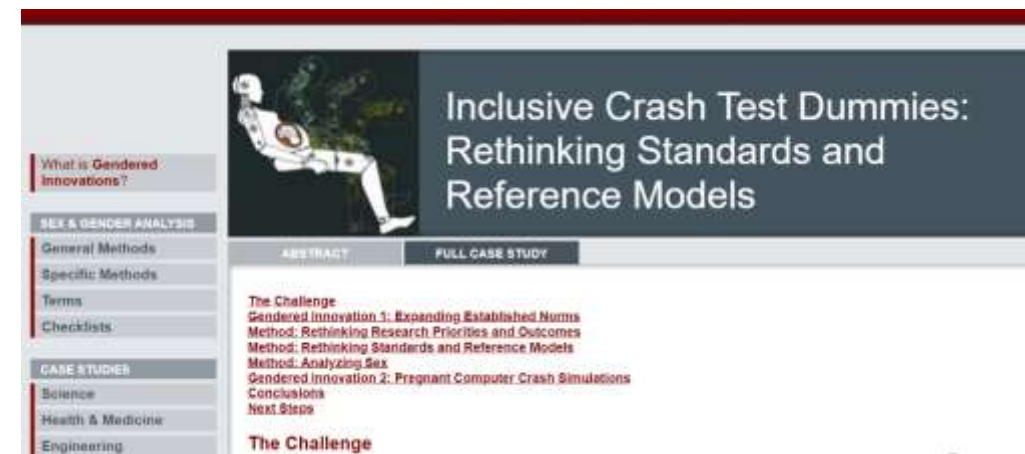 Inclusive Crash Test Dummies:
Rethinking Standards and
Reference Models
What is Gendered
Innovations?
SEX & GENDER ANALYSIS
General Methods
Specific Methods
Terms
Checklists
CASE STUDIES
Science
Health & Medicine
Engineering
ABSTRACT
FULL CASE STUDY
The Challenge
Gendered Innovation 1: Expanding Established Norms
Method: Rethinking Research Priorities and Outcomes
Method: Rethinking Standards and Reference Models
Method: Analyzing Sex
Gendered Innovation 2: Pregnant Computer Crash Simulations
Conclusions
Next Steps
The Challenge